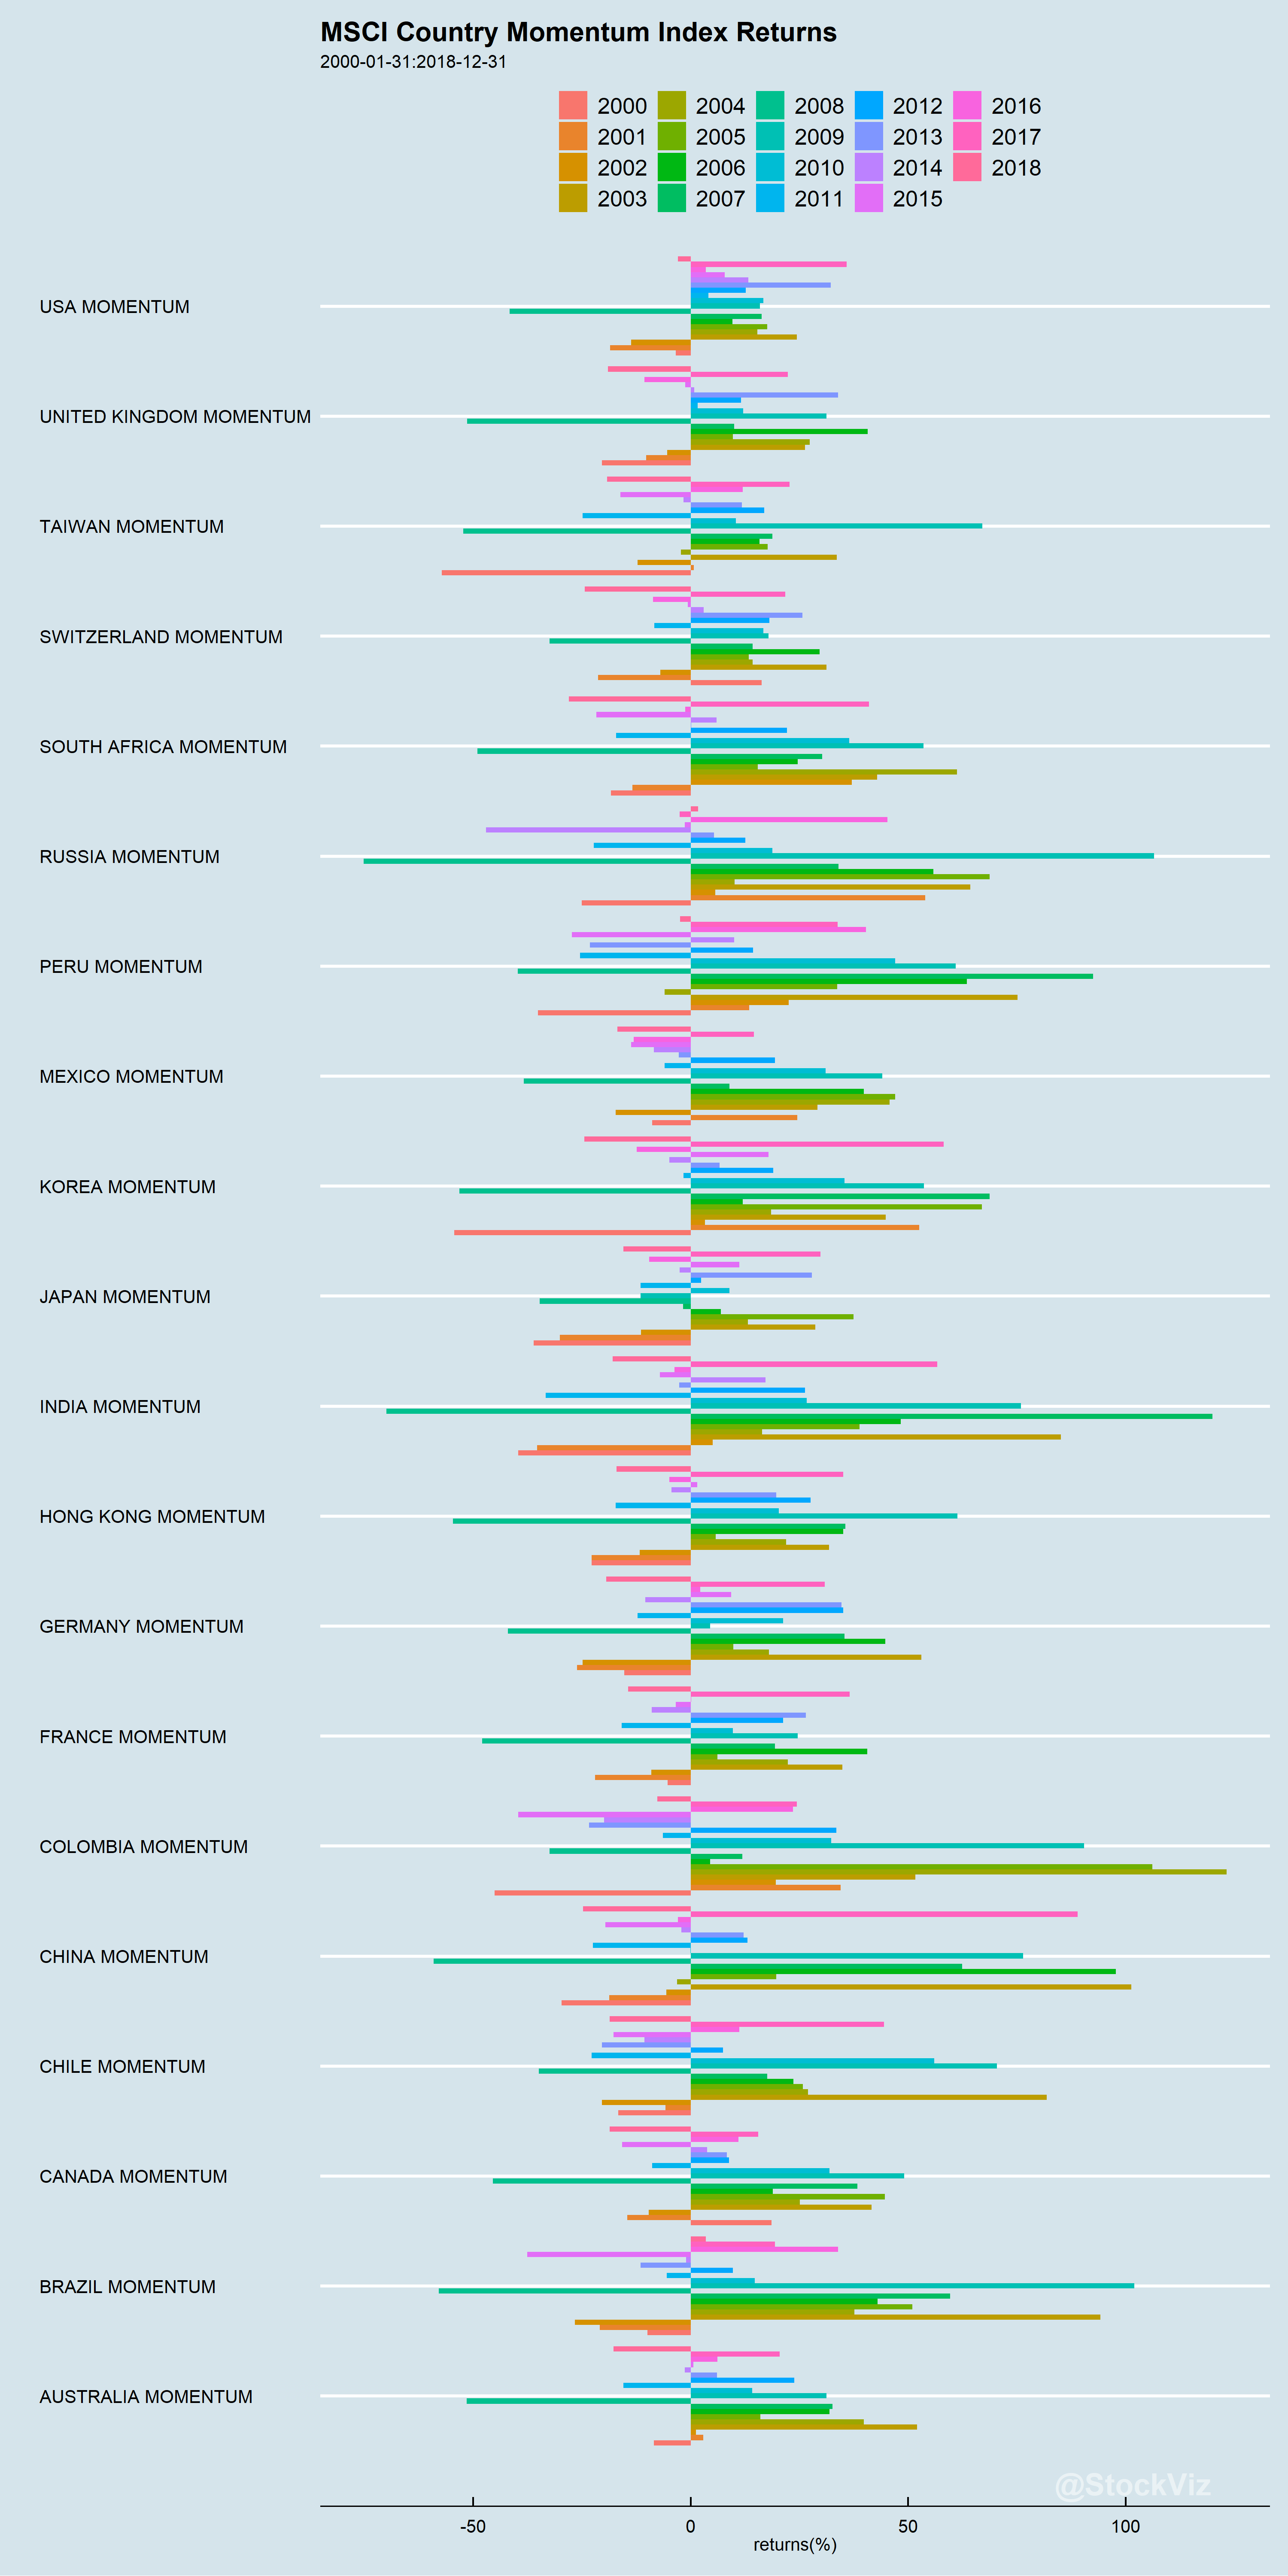 MSCI Country Momentum Index Returns
2000-01-31:2018-12-31
2000 2004 2008 2012 2016
2001 2005 2009 2013 2017
2002 2006 2010 2014 2018
2003 2007 2011 2015
USA MOMENTUM
UNITED KINGDOM MOMENTUM
TAIWAN MOMENTUM
SWITZERLAND MOMENTUM
SOUTH AFRICA MOMENTUM
RUSSIA MOMENTUM
PERU MOMENTUM
MEXICO MOMENTUM
KOREA MOMENTUM
JAPAN MOMENTUM
INDIA MOMENTUM
HONG KONG MOMENTUM
GERMANY MOMENTUM
FRANCE MOMENTUM
COLOMBIA MOMENTUM
CHINA MOMENTUM
CHILE MOMENTUM
CANADA MOMENTUM
BRAZIL MOMENTUM
AUSTRALIA MOMENTUM
@StockViz
-50 0 50 100
returns(%)